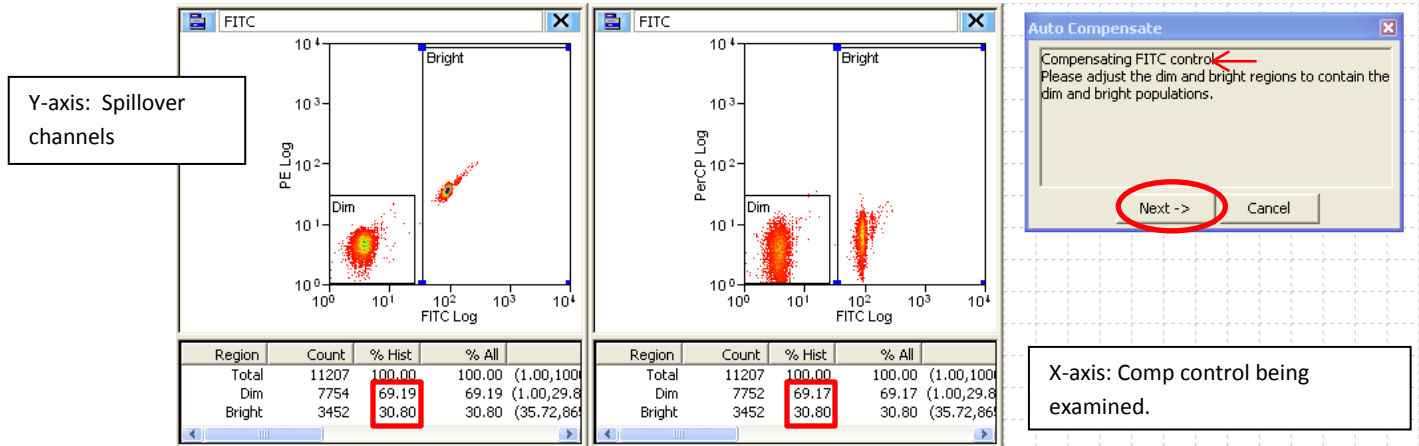 Y-axis: Spillover
channels
FITC
10⁴
10³
10²
10¹
10⁰
PE Log
Bright
Dim
10⁰ 10¹ 10² 10³ 10⁴
FITC Log
Region Count % Hist % All
Total 11207 100.00 100.00 (1.00,1000
Dim 7754 69.19 69.19 (1.00,29.8
Bright 3452 30.80 30.80 (35.72,86
FITC
10⁴
10³
10²
10¹
10⁰
PerCP Log
Bright
Dim
10⁰ 10¹ 10² 10³ 10⁴
FITC Log
Region Count % Hist % All
Total 11207 100.00 100.00 (1.00,1000
Dim 7752 69.17 69.17 (1.00,29.8
Bright 3452 30.80 30.80 (35.72,86
Auto Compensate
Compensating FITC control
Please adjust the dim and bright regions to contain the
dim and bright populations.
Next -> Cancel
X-axis: Comp control being
examined.